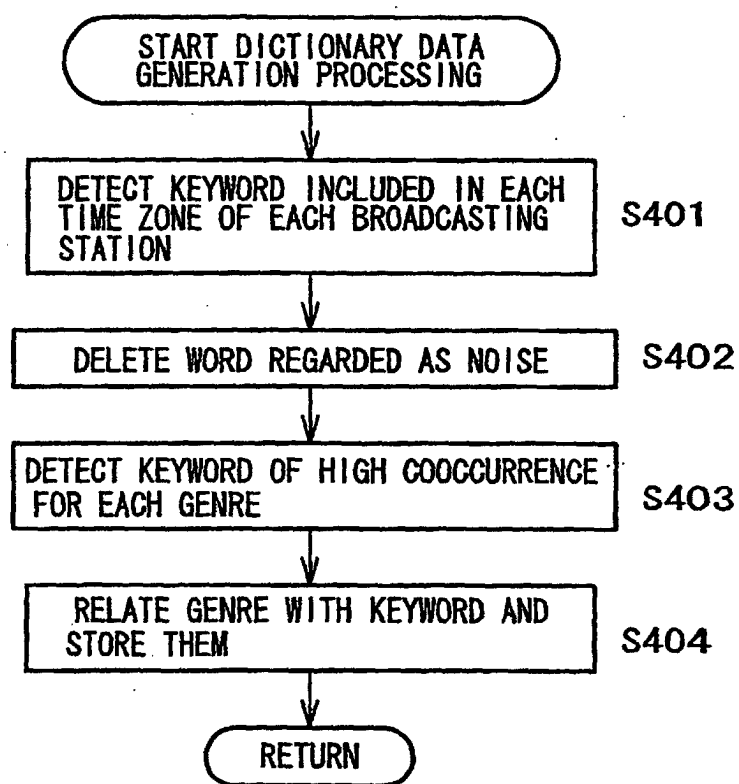 START DICTIONARY DATA
GENERATION PROCESSING
DETECT KEYWORD INCLUDED IN EACH
TIME ZONE OF EACH BROADCASTING
STATION
S401
DELETE WORD REGARDED AS NOISE
S402
DETECT KEYWORD OF HIGH COOCCURRENCE
FOR EACH GENRE
S403
RELATE GENRE WITH KEYWORD AND
STORE THEM
S404
RETURN